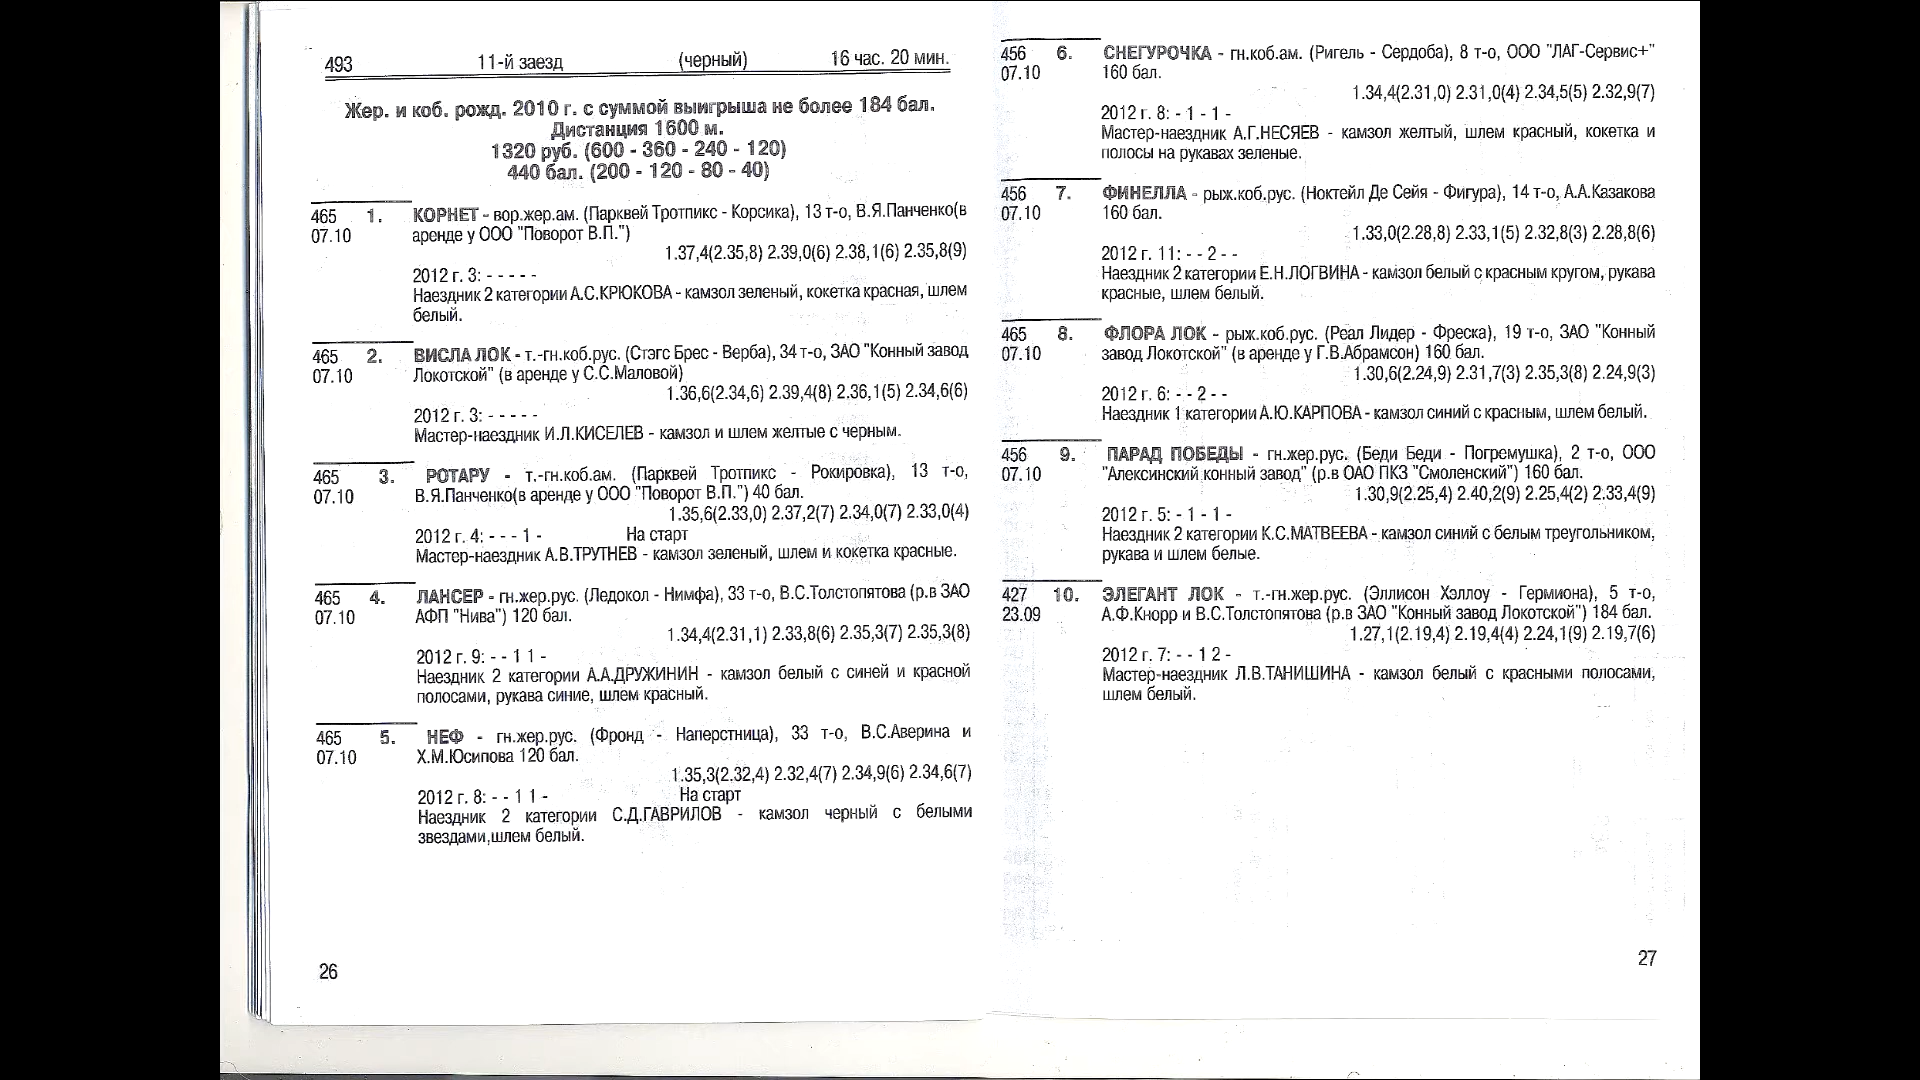 493 11-й заезд (черный) 16 час. 20 мин.
Жер. и коб. рожд. 2010 г. с суммой выигрыша не более 184 бал.
Дистанция 1600 м.
1320 руб. (600 - 360 - 240 - 120)
440 бал. (200 - 120 - 80 - 40)
465 1. КОРНЕТ - вор.жер.ам. (Парквей Тротпикс - Корсика), 13 т-о, В.Я.Панченко(в
07.10 аренде у ООО "Поворот В.П.")
1.37,4(2.35,8) 2.39,0(6) 2.38,1(6) 2.35,8(9)
2012 г. 3: - - - - -
Наездник 2 категории А.С.КРЮКОВА - камзол зеленый, кокетка красная, шлем
белый.
465 2. ВИСЛА ЛОК - т.-гн.коб.рус. (Стэгс Брес - Верба), 34 т-о, ЗАО "Конный завод
07.10 Локотской" (в аренде у С.С.Маловой)
1.36,6(2.34,6) 2.39,4(8) 2.36,1(5) 2.34,6(6)
2012 г. 3: - - - - -
Мастер-наездник И.Л.КИСЕЛЕВ - камзол и шлем желтые с черным.
465 3. РОТАРУ - т.-гн.коб.ам. (Парквей Тротпикс - Рокировка), 13 т-о,
07.10 В.Я.Панченко(в аренде у ООО "Поворот В.П.") 40 бал.
1.35,6(2.33,0) 2.37,2(7) 2.34,0(7) 2.33,0(4)
2012 г. 4: - - - 1 - На старт
Мастер-наездник А.В.ТРУТНЕВ - камзол зеленый, шлем и кокетка красные.
465 4. ЛАНСЕР - гн.жер.рус. (Ледокол - Нимфа), 33 т-о, В.С.Толстопятова (р.в ЗАО
07.10 АФП "Нива") 120 бал.
1.34,4(2.31,1) 2.33,8(6) 2.35,3(7) 2.35,3(8)
2012 г. 9: - - 1 1 -
Наездник 2 категории А.А.ДРУЖИНИН - камзол белый с синей и красной
полосами, рукава синие, шлем красный.
465 5. НЕФ - гн.жер.рус. (Фронд - Наперстница), 33 т-о, В.С.Аверина и
07.10 Х.М.Юсипова 120 бал.
1.35,3(2.32,4) 2.32,4(7) 2.34,9(6) 2.34,6(7)
2012 г. 8: - - 1 1 - На старт
Наездник 2 категории С.Д.ГАВРИЛОВ - камзол черный с белыми
звездами,шлем белый.
26
456 6. СНЕГУРОЧКА - гн.коб.ам. (Ригель - Сердоба), 8 т-о, ООО "ЛАГ-Сервис+"
07.10 160 бал.
1.34,4(2.31,0) 2.31,0(4) 2.34,5(5) 2.32,9(7)
2012 г. 8: - 1 - 1 -
Мастер-наездник А.Г.НЕСЯЕВ - камзол желтый, шлем красный, кокетка и
полосы на рукавах зеленые.
456 7. ФИНЕЛЛА - рыж.коб.рус. (Ноктейл Де Сейя - Фигура), 14 т-о, А.А.Казакова
07.10 160 бал.
1.33,0(2.28,8) 2.33,1(5) 2.32,8(3) 2.28,8(6)
2012 г. 11: - - 2 - -
Наездник 2 категории Е.Н.ЛОГВИНА - камзол белый с красным кругом, рукава
красные, шлем белый.
465 8. ФЛОРА ЛОК - рыж.коб.рус. (Реал Лидер - Фреска), 19 т-о, ЗАО "Конный
07.10 завод Локотской" (в аренде у Г.В.Абрамсон) 160 бал.
1.30,6(2.24,9) 2.31,7(3) 2.35,3(8) 2.24,9(3)
2012 г. 6: - - 2 - -
Наездник 1 категории А.Ю.КАРПОВА - камзол синий с красным, шлем белый.
456 9. ПАРАД ПОБЕДЫ - гн.жер.рус. (Беди Беди - Погремушка), 2 т-о, ООО
07.10 "Алексинский конный завод" (р.в ОАО ПКЗ "Смоленский") 160 бал.
1.30,9(2.25,4) 2.40,2(9) 2.25,4(2) 2.33,4(9)
2012 г. 5: - 1 - 1 -
Наездник 2 категории К.С.МАТВЕЕВА - камзол синий с белым треугольником,
рукава и шлем белые.
427 10. ЭЛЕГАНТ ЛОК - т.-гн.жер.рус. (Эллисон Хэллоу - Гермиона), 5 т-о,
23.09 А.Ф.Кнорр и В.С.Толстопятова (р.в ЗАО "Конный завод Локотской") 184 бал.
1.27,1(2.19,4) 2.19,4(4) 2.24,1(9) 2.19,7(6)
2012 г. 7: - - 1 2 -
Мастер-наездник Л.В.ТАНИШИНА - камзол белый с красными полосами,
шлем белый.
27